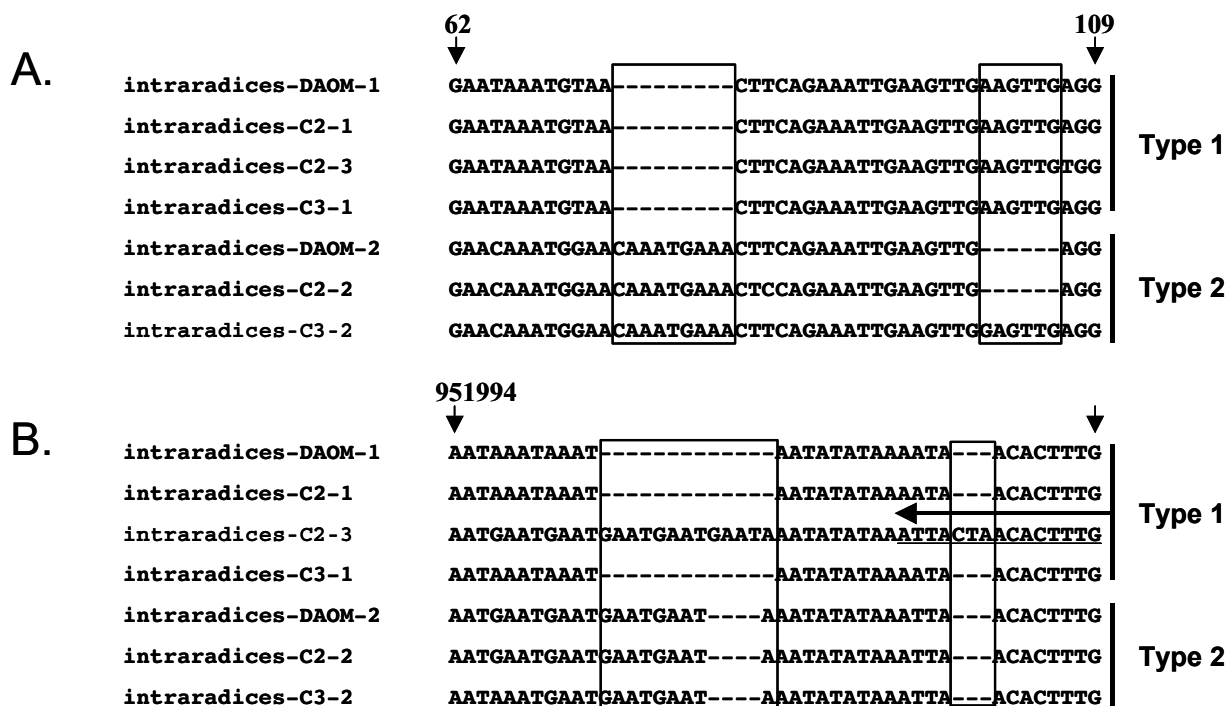 A.
62 109
intraradices-DAOM-1 GAATAAATGTAA---------CTTCAGAAATTGAAGTTGAAGTTGAGG
intraradices-C2-1 GAATAAATGTAA---------CTTCAGAAATTGAAGTTGAAGTTGAGG
intraradices-C2-3 GAATAAATGTAA---------CTTCAGAAATTGAAGTTGAAGTTGTGG
intraradices-C3-1 GAATAAATGTAA---------CTTCAGAAATTGAAGTTGAAGTTGAGG
Type 1
intraradices-DAOM-2 GAACAAATGGAACAAATGAAACTTCAGAAATTGAAGTTG------AGG
intraradices-C2-2 GAACAAATGGAACAAATGAAACTCCAGAAATTGAAGTTG------AGG
intraradices-C3-2 GAACAAATGGAACAAATGAAACTTCAGAAATTGAAGTTGGAGTTGAGG
Type 2
B.
951994
intraradices-DAOM-1 AATAAATAAAT-------------AATATATAAAATA---ACACTTTG
intraradices-C2-1 AATAAATAAAT-------------AATATATAAAATA---ACACTTTG
intraradices-C2-3 AATGAATGAATGAATGAATGAATAAATATATAAATTACTAACACTTTG
intraradices-C3-1 AATAAATAAAT-------------AATATATAAAATA---ACACTTTG
Type 1
intraradices-DAOM-2 AATGAATGAATGAATGAAT----AAATATATAAATTA---ACACTTTG
intraradices-C2-2 AATGAATGAATGAATGAAT----AAATATATAAATTA---ACACTTTG
intraradices-C3-2 AATAAATGAATGAATGAAT----AAATATATAAATTA---ACACTTTG
Type 2